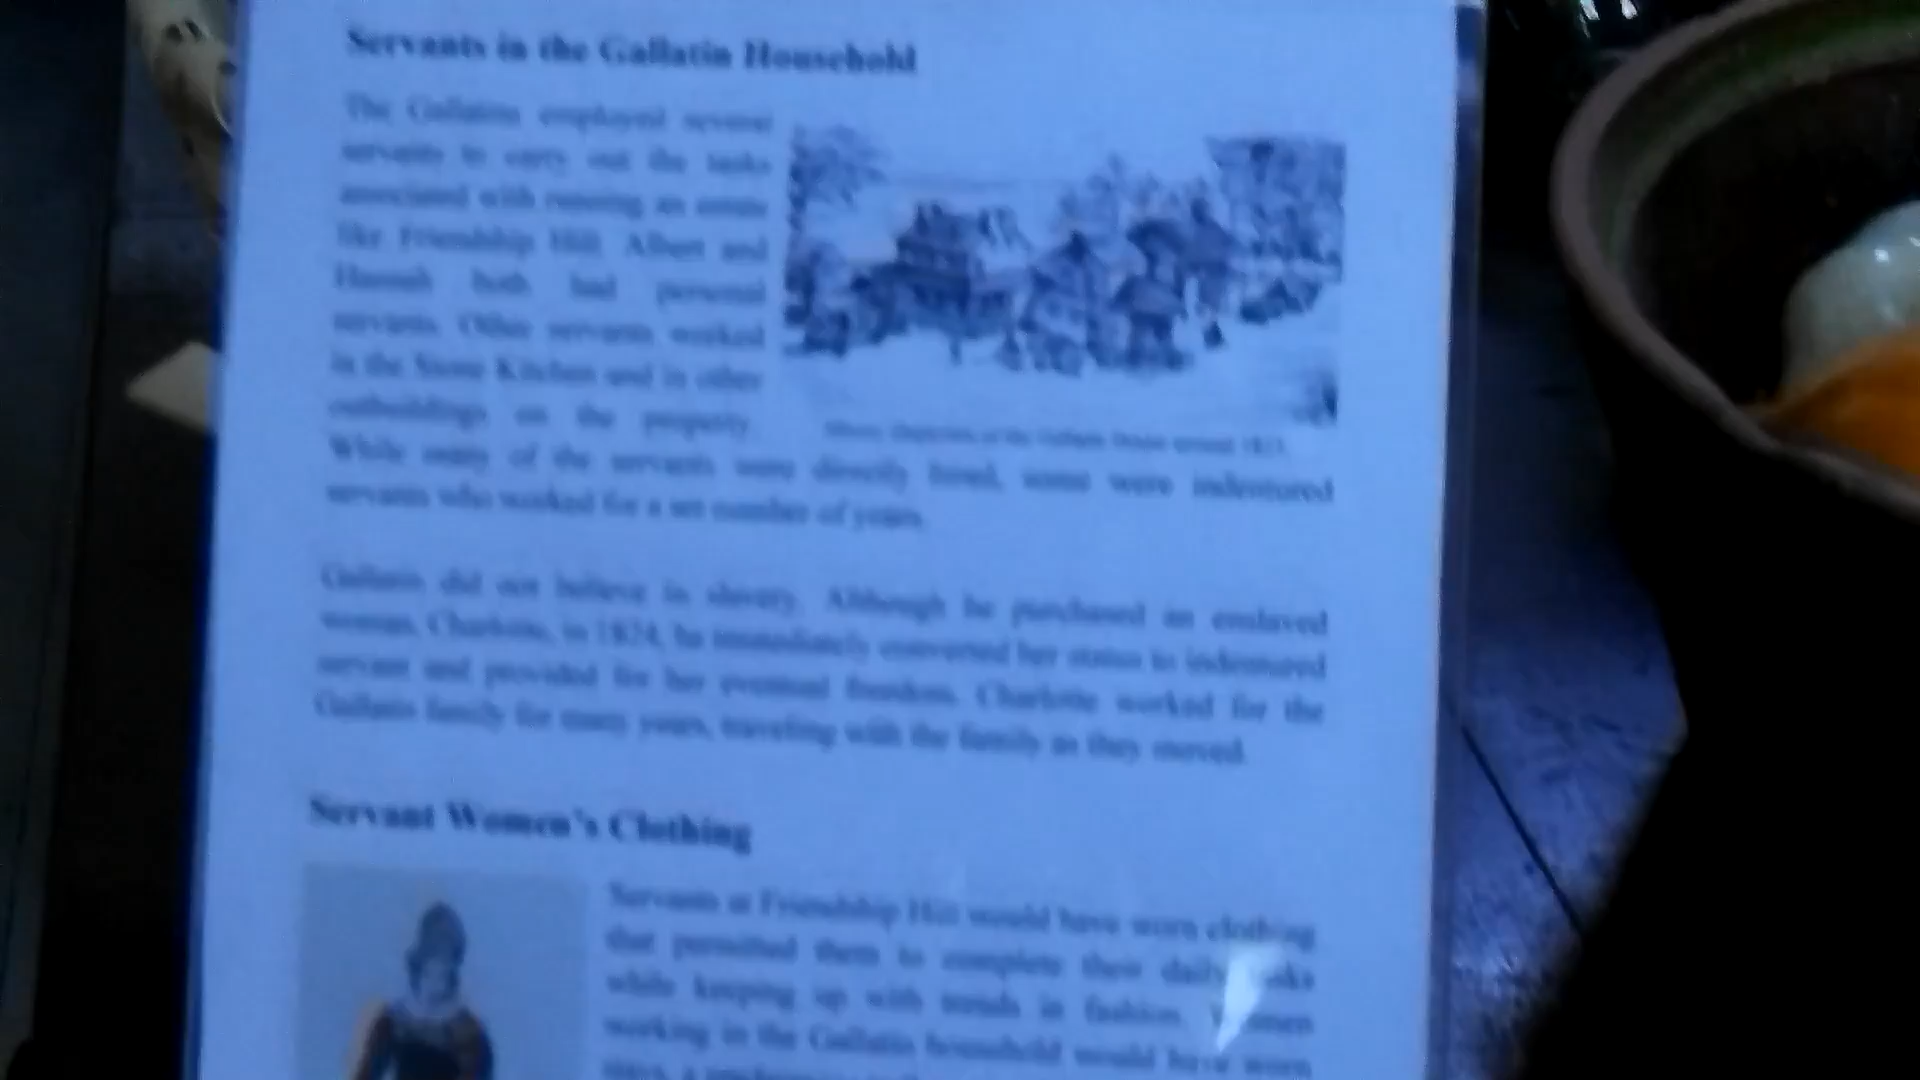 Servants in the Gallatin Household
The Gallatins employed several
servants to carry out the tasks
associated with running an estate
like Friendship Hill. Albert and
Hannah both had personal
servants. Other servants worked
in the Stone Kitchen and in other
outbuildings on the property.
of the Gallatin House around
While many of the servants were directly hired, some were indentured
servants who worked for a set number of years.
Gallatin did not believe in slavery. Although he purchased an enslaved
woman, Charlotte, in 1824, he immediately converted her status to indentured
servant and provided for her eventual freedom. Charlotte worked for the
Gallatin family for many years, traveling with the family as they moved.
Servant Women's Clothing
Servants at Friendship Hill would have worn clothing
that permitted them to complete their daily
while keeping up with trends in fashion.
working in the Gallatin household would have worn